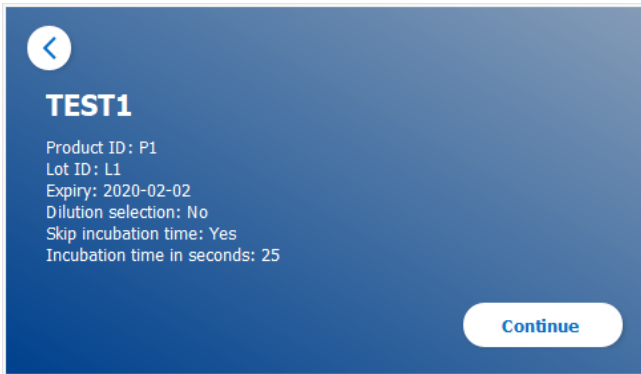 TEST1
Product ID: P1
Lot ID: L1
Expiry: 2020-02-02
Dilution selection: No
Skip incubation time: Yes
Incubation time in seconds: 25
Continue